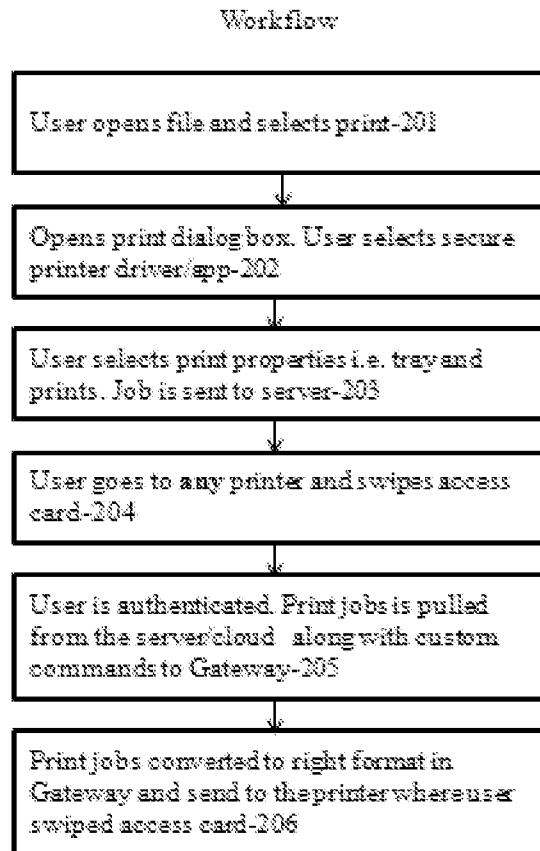 Workflow
User opens file and selects print-201
Opens print dialog box. User selects secure
printer driver/app-202
User selects print properties i.e. tray and
prints. Job is sent to server-203
User goes to any printer and swipes access
card-204
User is authenticated. Print jobs is pulled
from the server/cloud along with custom
commands to Gateway-205
Print jobs converted to right format in
Gateway and send to the printer where user
swiped access card-206